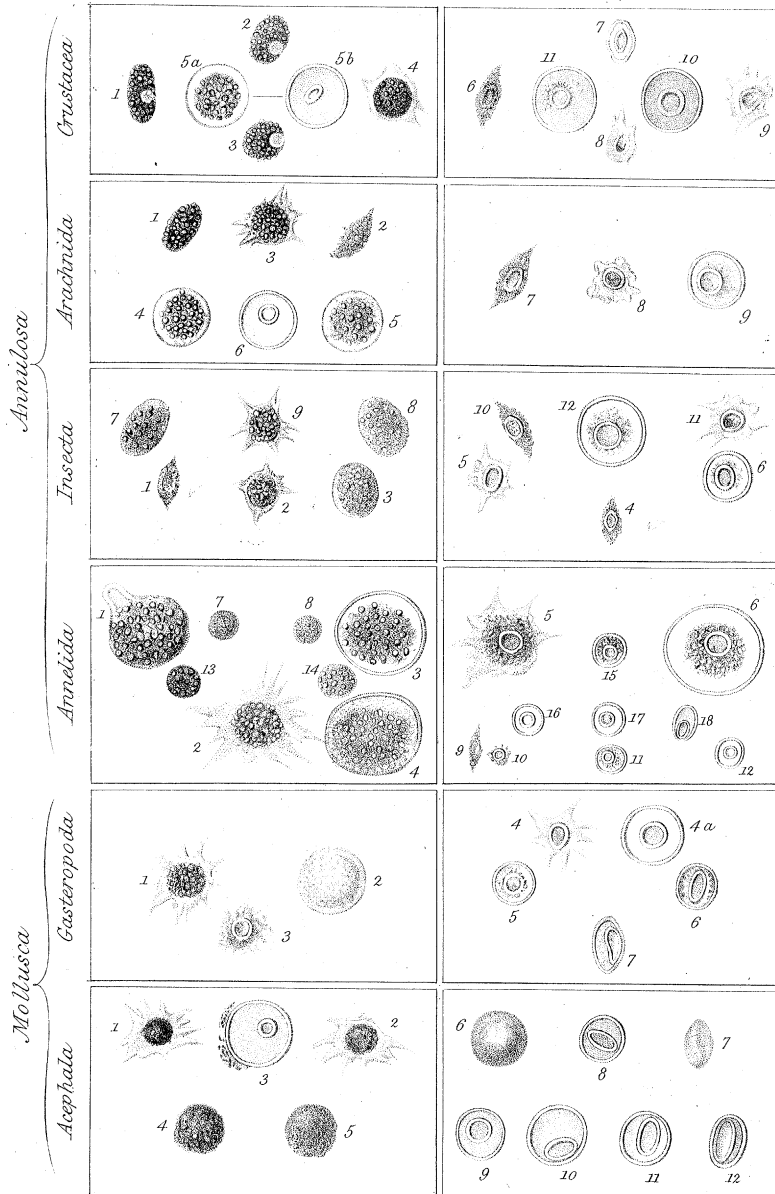 Annulosa
Crustacea
2
5a 5b
1 4
3
7
11 10
6
8 9
Arachnida
1 2
3
4 5
6
7 8 9
Insecta
7 9 8
1 2 3
10 12 11
5 6
4
Annelida
1 7 8
3
13 14
2
4
5 6
15
16 17 18
9 10 11 12
Mollusca
Gasteropoda
1 2
3
4 4a
5 6
7
Acephala
1 2
3
4 5
6 8 7
9 10 11 12